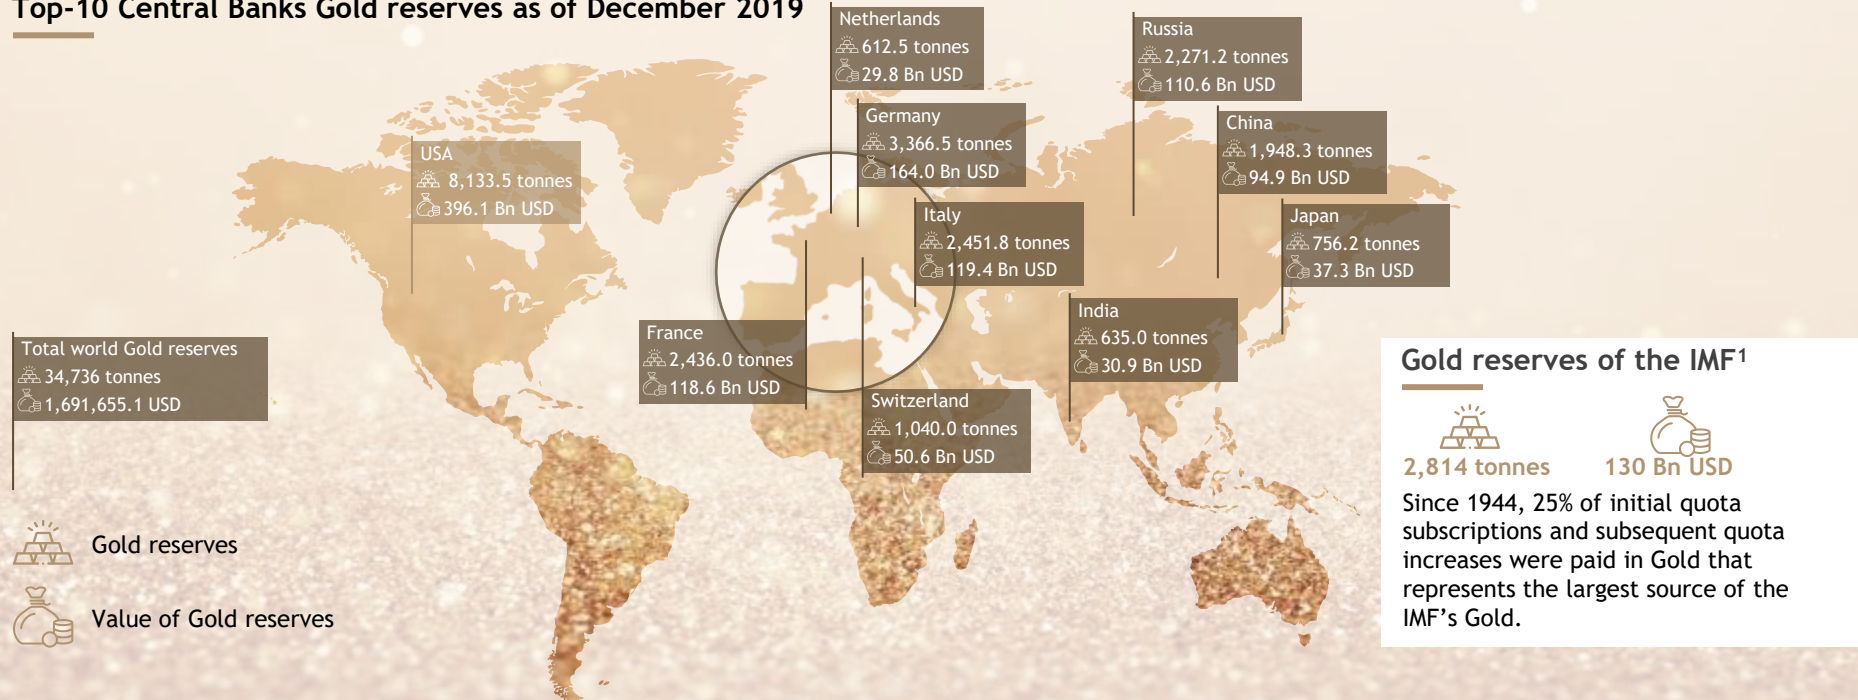 Top-10 Central Banks Gold reserves as of December 2019
Netherlands
612.5 tonnes
29.8 Bn USD
Russia
2,271.2 tonnes
110.6 Bn USD
Germany
3,366.5 tonnes
164.0 Bn USD
China
1,948.3 tonnes
94.9 Bn USD
USA
8,133.5 tonnes
396.1 Bn USD
Italy
2,451.8 tonnes
119.4 Bn USD
Japan
756.2 tonnes
37.3 Bn USD
India
635.0 tonnes
30.9 Bn USD
France
2,436.0 tonnes
118.6 Bn USD
Total world Gold reserves
34,736 tonnes
1,691,655.1 USD
Switzerland
1,040.0 tonnes
50.6 Bn USD
Gold reserves of the IMF¹
2,814 tonnes
130 Bn USD
Since 1944, 25% of initial quota
subscriptions and subsequent quota
increases were paid in Gold that
represents the largest source of the
IMF’s Gold.
Gold reserves
Value of Gold reserves